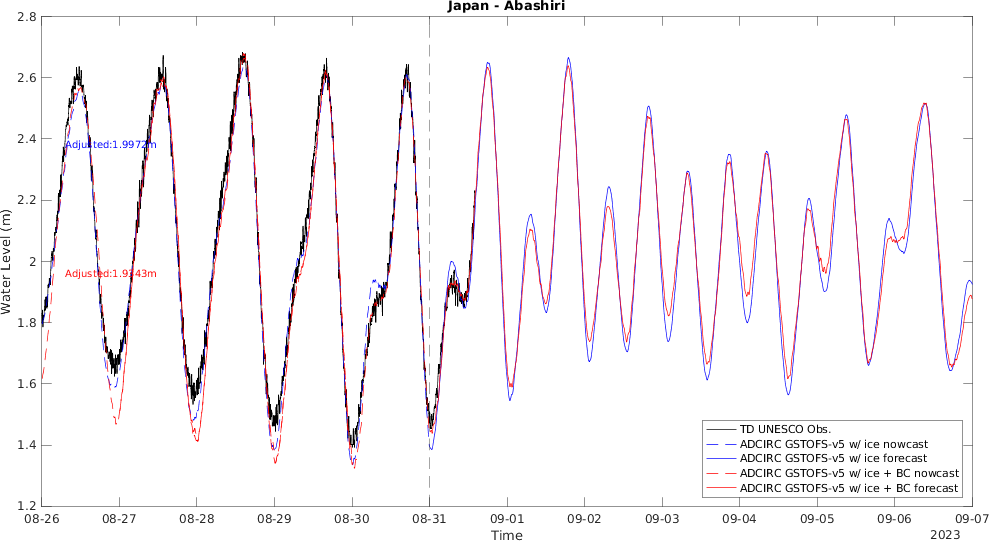 Japan - Abashiri
2.8
2.6
2.4
2.2
2
1.8
1.6
1.4
1.2
Water Level (m)
Adjusted:1.9972m
Adjusted:1.9343m
TD UNESCO Obs.
ADCIRC GSTOFS-v5 w/ ice nowcast
ADCIRC GSTOFS-v5 w/ ice forecast
ADCIRC GSTOFS-v5 w/ ice + BC nowcast
ADCIRC GSTOFS-v5 w/ ice + BC forecast
08-26 08-27 08-28 08-29 08-30 08-31 09-01 09-02 09-03 09-04 09-05 09-06 09-07
Time
2023